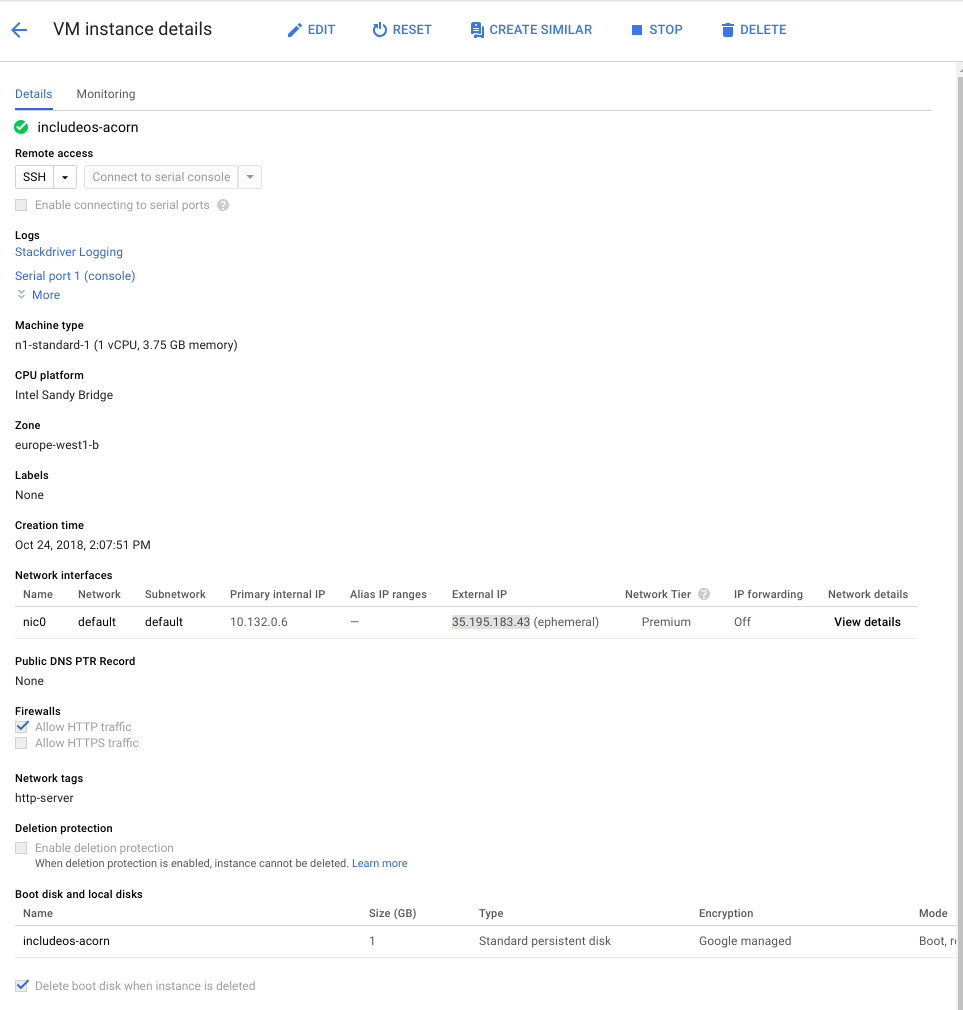 VM instance details EDIT RESET CREATE SIMILAR STOP DELETE
Details Monitoring
includeos-acorn
Remote access
SSH Connect to serial console
Enable connecting to serial ports ?
Logs
Stackdriver Logging
Serial port 1 (console)
More
Machine type
n1-standard-1 (1 vCPU, 3.75 GB memory)
CPU platform
Intel Sandy Bridge
Zone
europe-west1-b
Labels
None
Creation time
Oct 24, 2018, 2:07:51 PM
Network interfaces
Name Network Subnetwork Primary internal IP Alias IP ranges External IP Network Tier ? IP forwarding Network details
nic0 default default 10.132.0.6 — 35.195.183.43 (ephemeral) Premium Off View details
Public DNS PTR Record
None
Firewalls
Allow HTTP traffic
Allow HTTPS traffic
Network tags
http-server
Deletion protection
Enable deletion protection
When deletion protection is enabled, instance cannot be deleted. Learn more
Boot disk and local disks
Name Size (GB) Type Encryption Mode
includeos-acorn 1 Standard persistent disk Google managed Boot,
Delete boot disk when instance is deleted